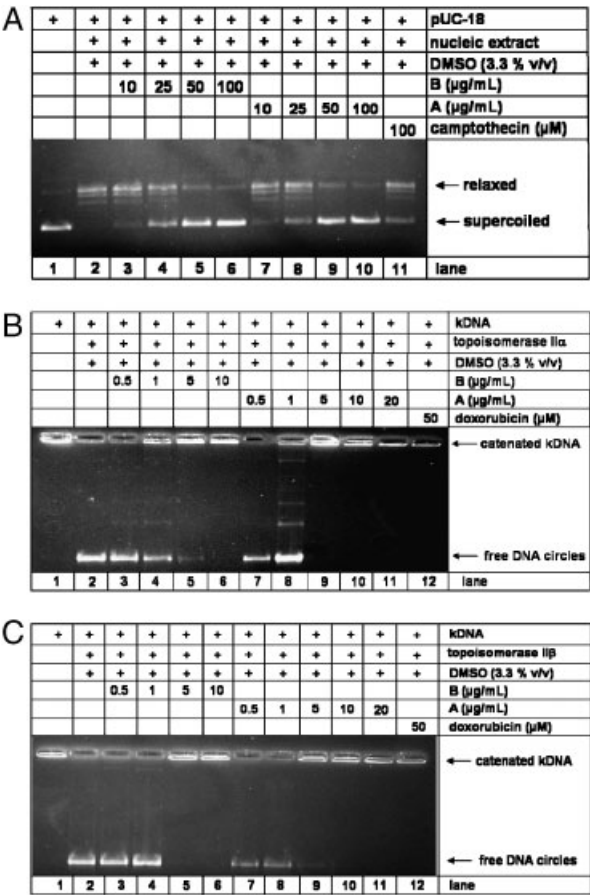 A
+ pUC-18
+ + + + + + + + + + nucleic extract
+ + + + + + + + + + DMSO (3.3 % v/v)
10 25 50 100 B (µg/mL)
10 25 50 100 A (µg/mL)
100 camptothecin (µM)
relaxed
supercoiled
1 2 3 4 5 6 7 8 9 10 11 lane
B
+ + + + + + + + + + + + kDNA
+ + + + + + + + + + + topoisomerase IIα
+ + + + + + + + + + + DMSO (3.3 % v/v)
0.5 1 5 10 B (µg/mL)
0.5 1 5 10 20 A (µg/mL)
50 doxorubicin (µM)
catenated kDNA
free DNA circles
1 2 3 4 5 6 7 8 9 10 11 12 lane
C
+ + + + + + + + + + + + kDNA
+ + + + + + + + + + + topoisomerase IIβ
+ + + + + + + + + + + DMSO (3.3 % v/v)
0.5 1 5 10 B (µg/mL)
0.5 1 5 10 20 A (µg/mL)
50 doxorubicin (µM)
catenated kDNA
free DNA circles
1 2 3 4 5 6 7 8 9 10 11 12 lane